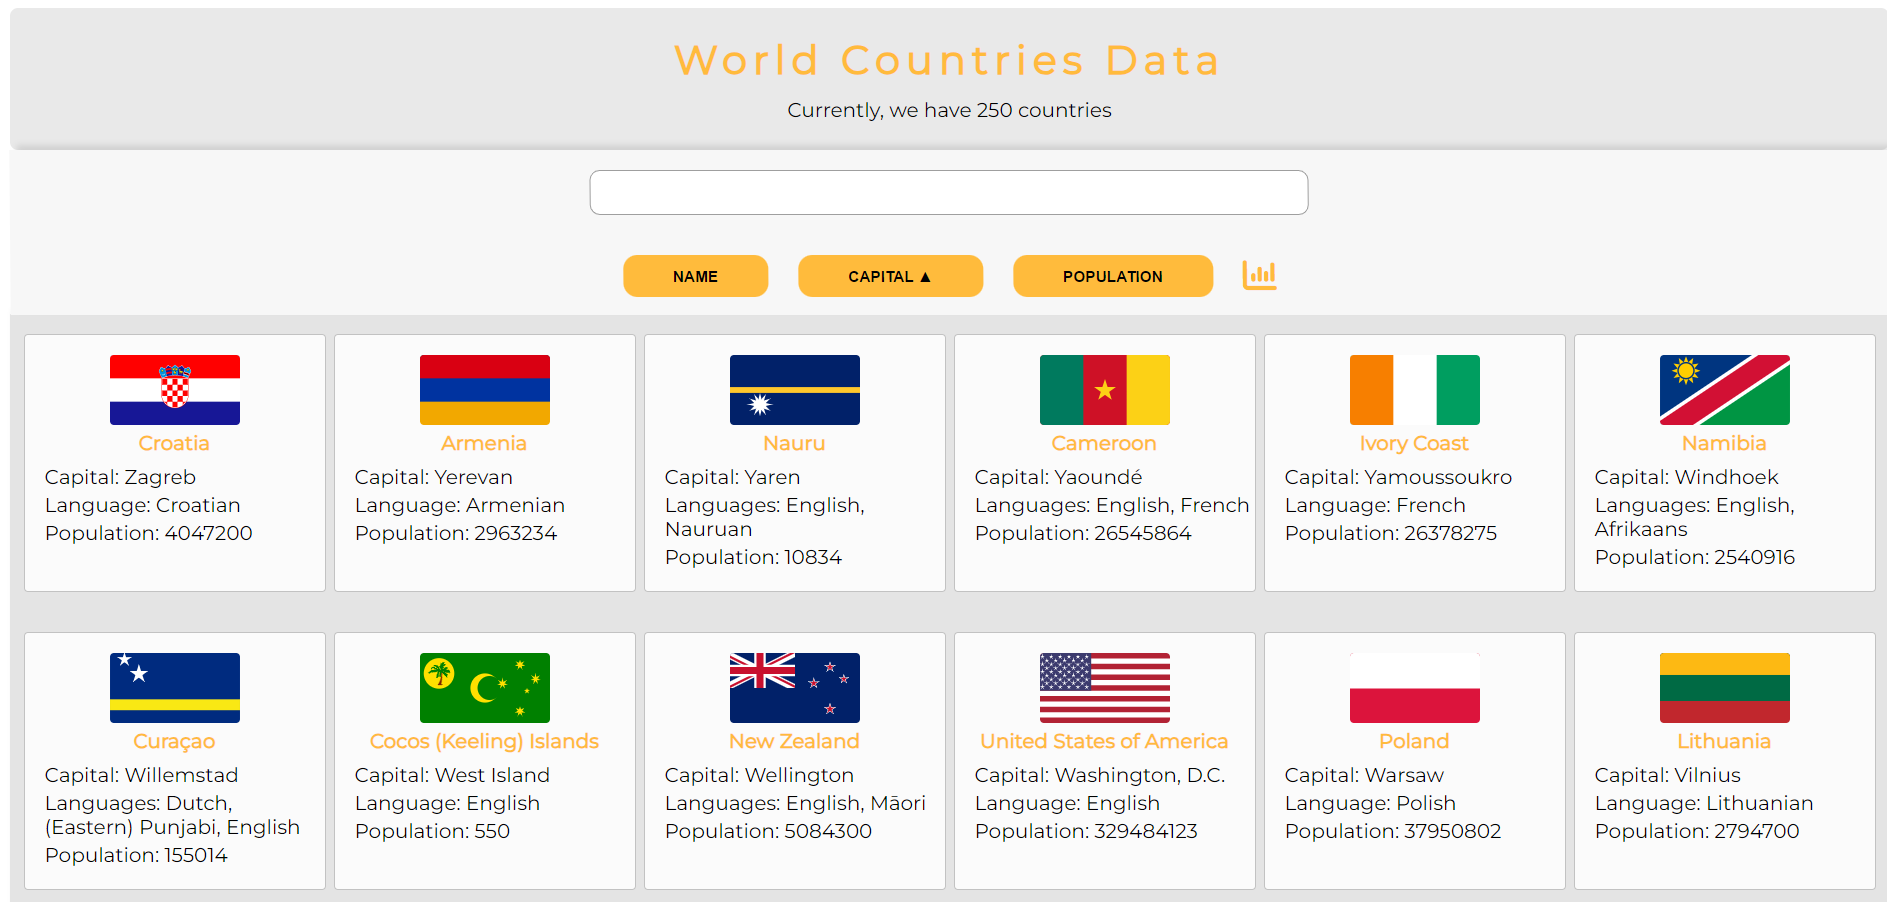 World Countries Data
Currently, we have 250 countries
NAME
CAPITAL ▲
POPULATION
Croatia
Capital: Zagreb
Language: Croatian
Population: 4047200
Armenia
Capital: Yerevan
Language: Armenian
Population: 2963234
Nauru
Capital: Yaren
Languages: English,
Nauruan
Population: 10834
Cameroon
Capital: Yaoundé
Languages: English, French
Population: 26545864
Ivory Coast
Capital: Yamoussoukro
Language: French
Population: 26378275
Namibia
Capital: Windhoek
Languages: English,
Afrikaans
Population: 2540916
Curaçao
Capital: Willemstad
Languages: Dutch,
(Eastern) Punjabi, English
Population: 155014
Cocos (Keeling) Islands
Capital: West Island
Language: English
Population: 550
New Zealand
Capital: Wellington
Languages: English, Māori
Population: 5084300
United States of America
Capital: Washington, D.C.
Language: English
Population: 329484123
Poland
Capital: Warsaw
Language: Polish
Population: 37950802
Lithuania
Capital: Vilnius
Language: Lithuanian
Population: 2794700